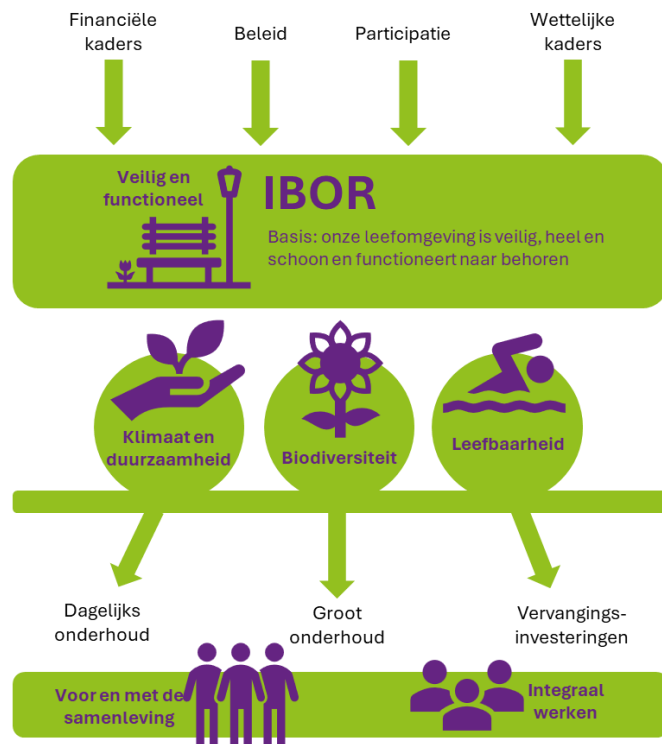 Financiële
kaders
Beleid
Participatie
Wettelijke
kaders
Veilig en
functioneel
IBOR
Basis: onze leefomgeving is veilig, heel en
schoon en functioneert naar behoren
Klimaat en
duurzaamheid
Biodiversiteit
Leefbaarheid
Dagelijks
onderhoud
Groot
onderhoud
Vervangings-
investeringen
Voor en met de
samenleving
Integraal
werken